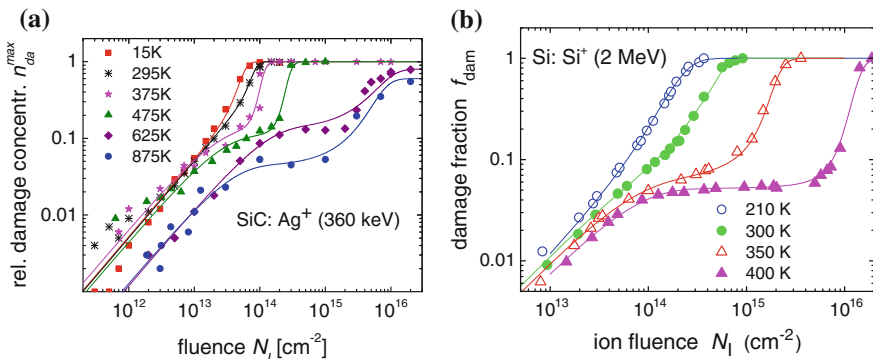 (a)
rel. damage concentr. n_da^max
1
0.1
0.01
15K
295K
375K
475K
625K
875K
SiC: Ag⁺ (360 keV)
10¹² 10¹³ 10¹⁴ 10¹⁵ 10¹⁶
fluence N_I [cm⁻²]
(b)
Si: Si⁺ (2 MeV)
damage fraction f_dam
1
0.1
0.01
210 K
300 K
350 K
400 K
10¹³ 10¹⁴ 10¹⁵ 10¹⁶
ion fluence N_I (cm⁻²)